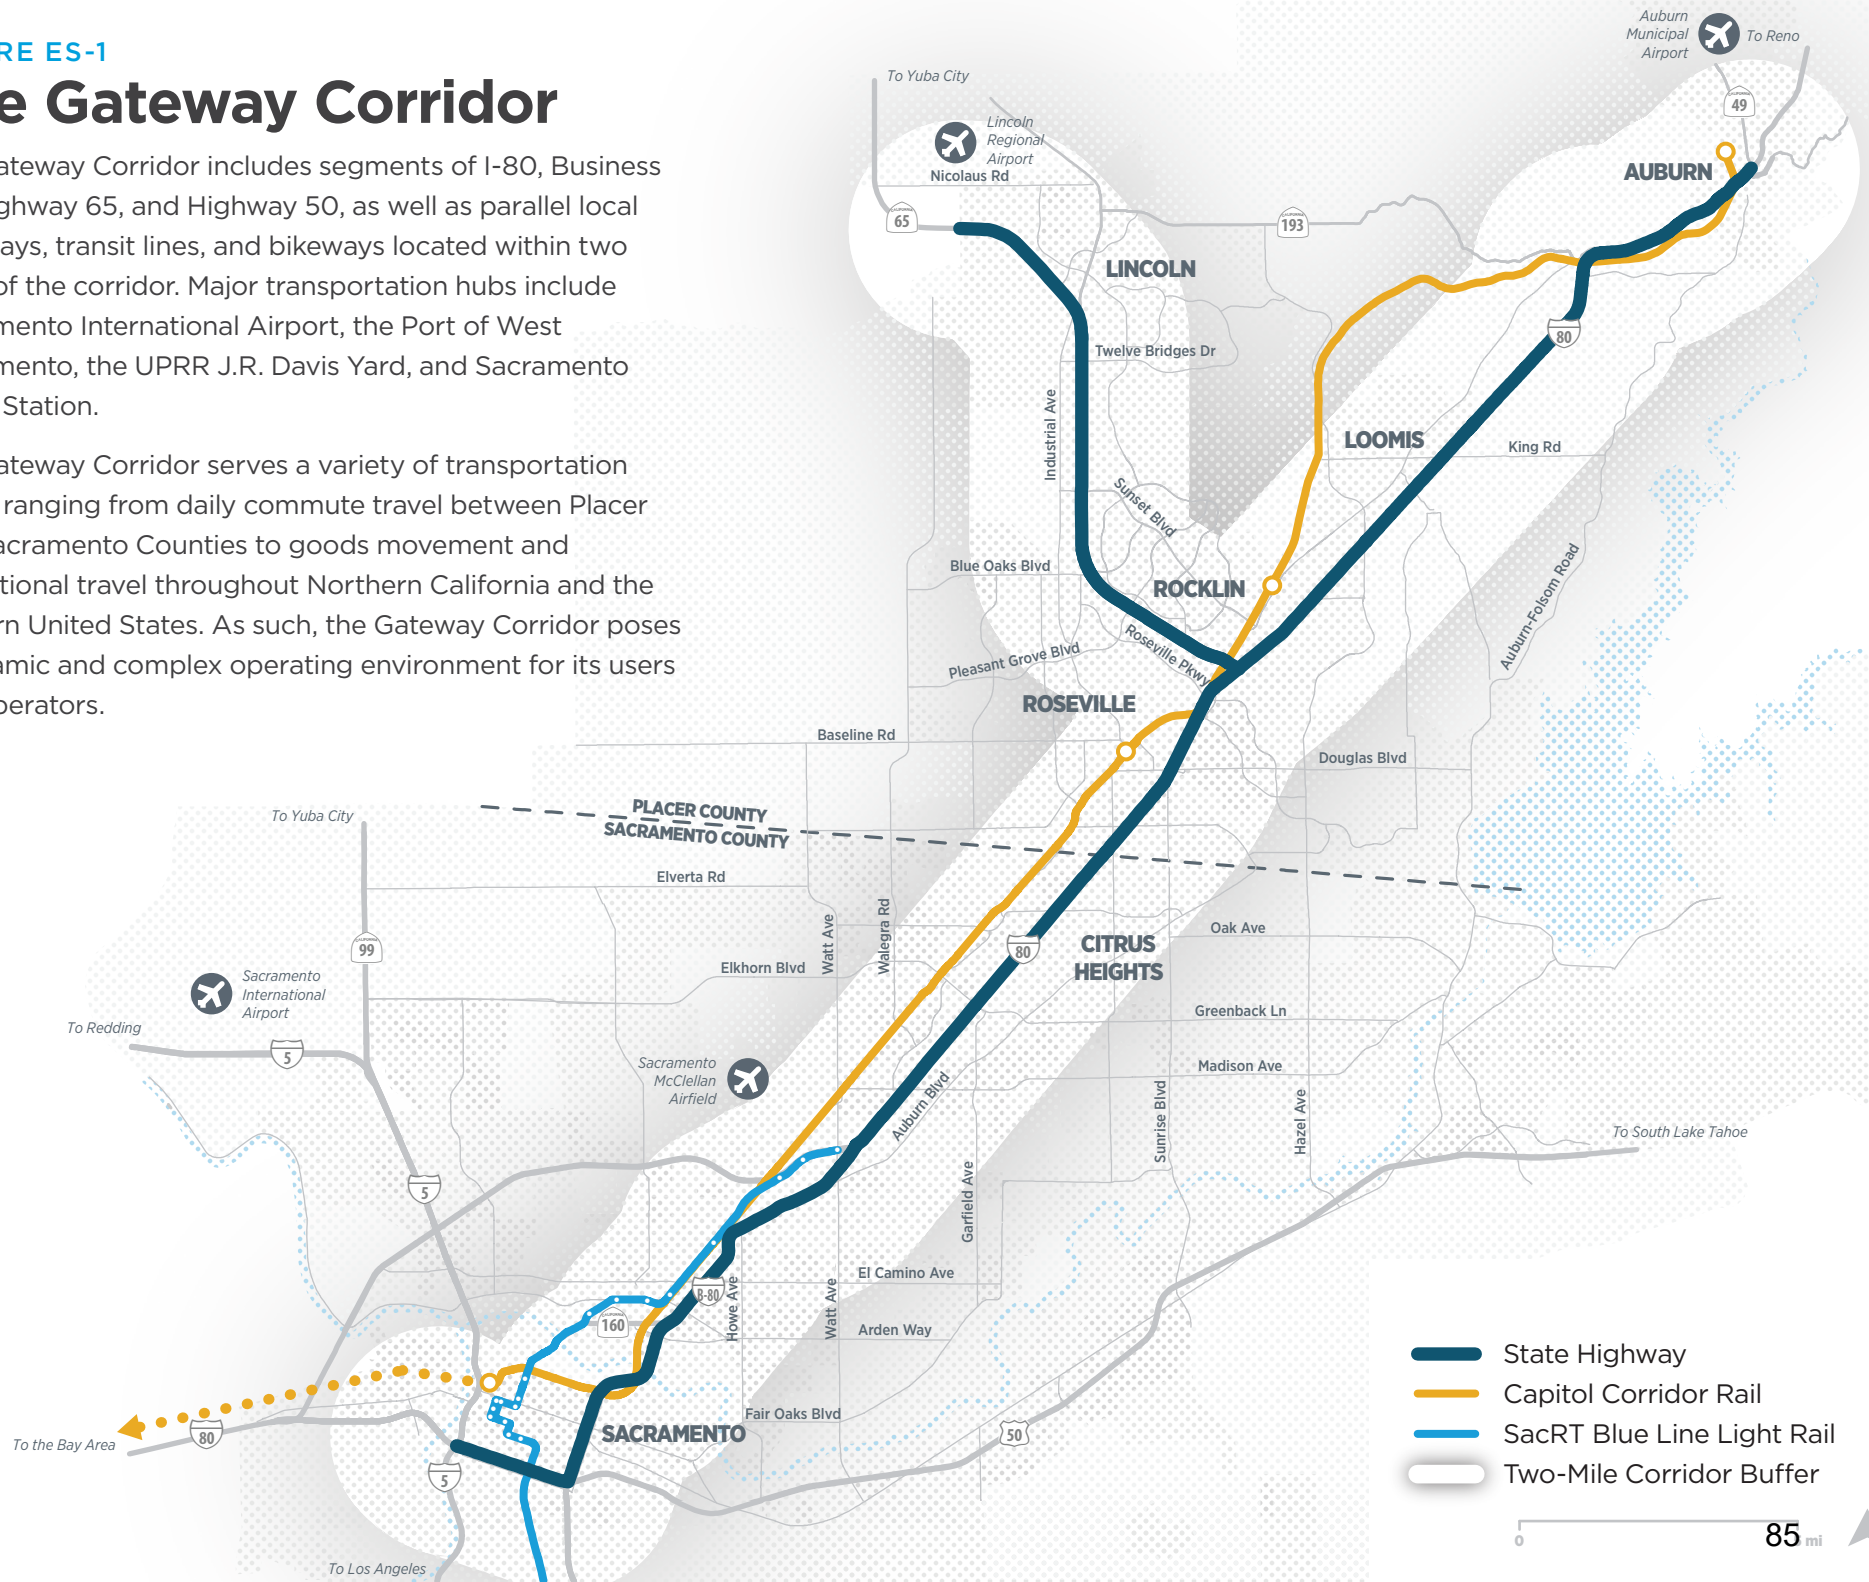 RE ES-1
e Gateway Corridor
ateway Corridor includes segments of I-80, Business
ghway 65, and Highway 50, as well as parallel local
ays, transit lines, and bikeways located within two
of the corridor. Major transportation hubs include
mento International Airport, the Port of West
mento, the UPRR J.R. Davis Yard, and Sacramento
Station.
ateway Corridor serves a variety of transportation
ranging from daily commute travel between Placer
acramento Counties to goods movement and
tional travel throughout Northern California and the
rn United States. As such, the Gateway Corridor poses
amic and complex operating environment for its users
perators.
To Yuba City
Lincoln
Regional
Airport
Nicolaus Rd
65
LINCOLN
193
Auburn
Municipal
Airport
To Reno
49
AUBURN
Twelve Bridges Dr
80
Industrial Ave
LOOMIS
King Rd
Sunset Blvd
Blue Oaks Blvd
ROCKLIN
Auburn-Folsom Road
Roseville Pkwy
Pleasant Grove Blvd
ROSEVILLE
Baseline Rd
Douglas Blvd
PLACER COUNTY
SACRAMENTO COUNTY
To Yuba City
Elverta Rd
Watt Ave
Walegra Rd
99
Elkhorn Blvd
80
CITRUS
HEIGHTS
Oak Ave
Sacramento
International
Airport
To Redding
5
Greenback Ln
Sacramento
McClellan
Airfield
Madison Ave
Auburn Blvd
Sunrise Blvd
Hazel Ave
To South Lake Tahoe
5
Garfield Ave
El Camino Ave
B-80
Howe Ave
Watt Ave
160
Arden Way
Fair Oaks Blvd
SACRAMENTO
50
80
To the Bay Area
5
To Los Angeles
State Highway
Capitol Corridor Rail
SacRT Blue Line Light Rail
Two-Mile Corridor Buffer
0
85
mi